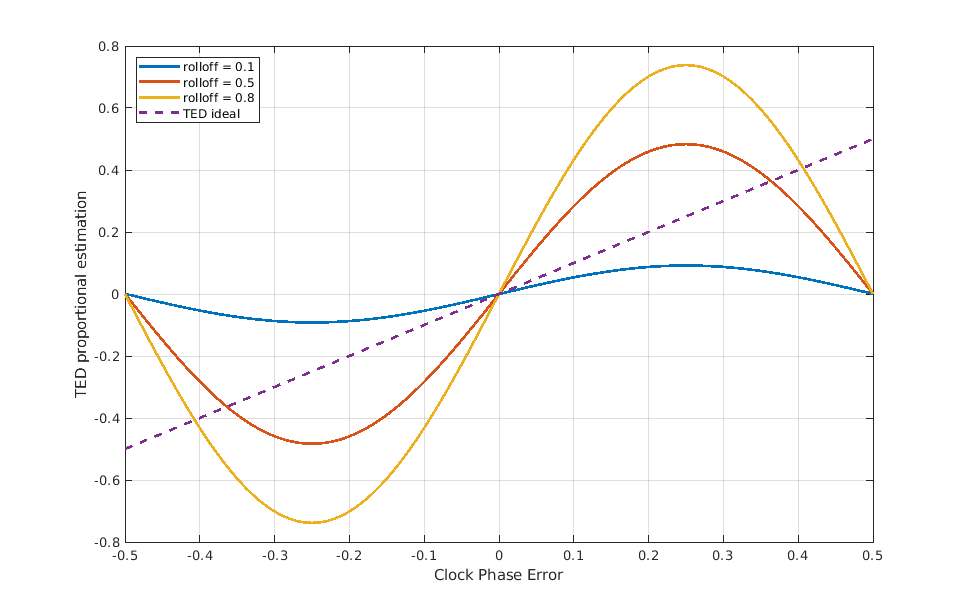 0.8
0.6
0.4
0.2
0
-0.2
-0.4
-0.6
-0.8
TED proportional estimation
rolloff = 0.1
rolloff = 0.5
rolloff = 0.8
TED ideal
-0.5 -0.4 -0.3 -0.2 -0.1 0 0.1 0.2 0.3 0.4 0.5
Clock Phase Error